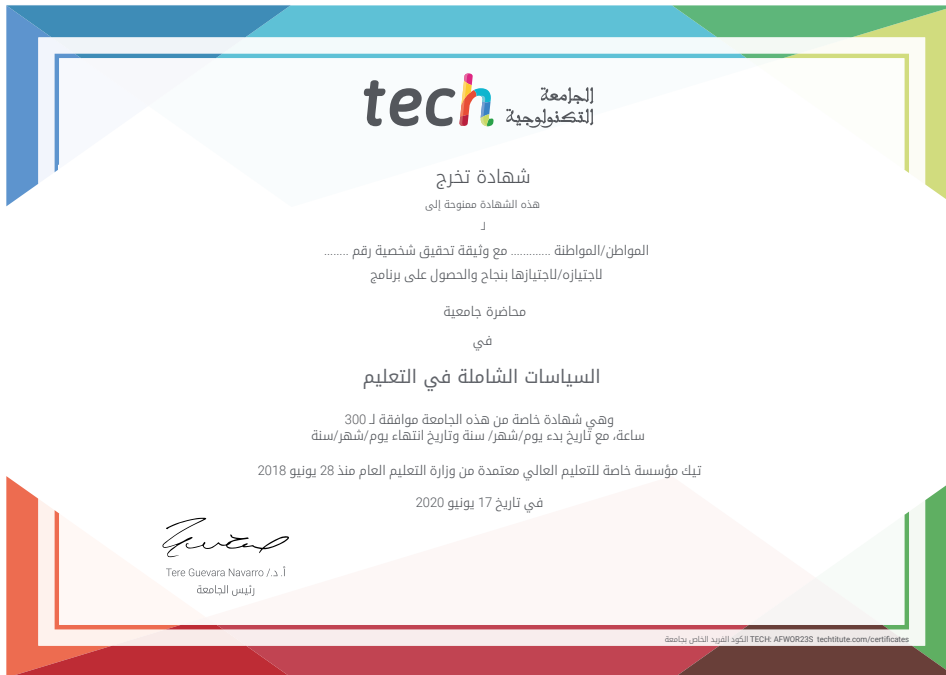 tech الجامعة
التكنولوجية
شهادة تخرج
هذه الشهادة ممنوحة إلى
لـ
المواطن/المواطنة ............. مع وثيقة تحقيق شخصية رقم ........
لاجتيازه/لاجتيازها بنجاح والحصول على برنامج
محاضرة جامعية
في
السياسات الشاملة في التعليم
وهي شهادة خاصة من هذه الجامعة موافقة لـ 300
ساعة، مع تاريخ بدء يوم/شهر/ سنة وتاريخ انتهاء يوم/شهر/سنة
تيك مؤسسة خاصة للتعليم العالي معتمدة من وزارة التعليم العام منذ 28 يونيو 2018
في تاريخ 17 يونيو 2020
أ. د./ Tere Guevara Navarro
رئيس الجامعة
الكود الفريد الخاص بجامعة TECH: AFWOR23S techtitute.com/certificates